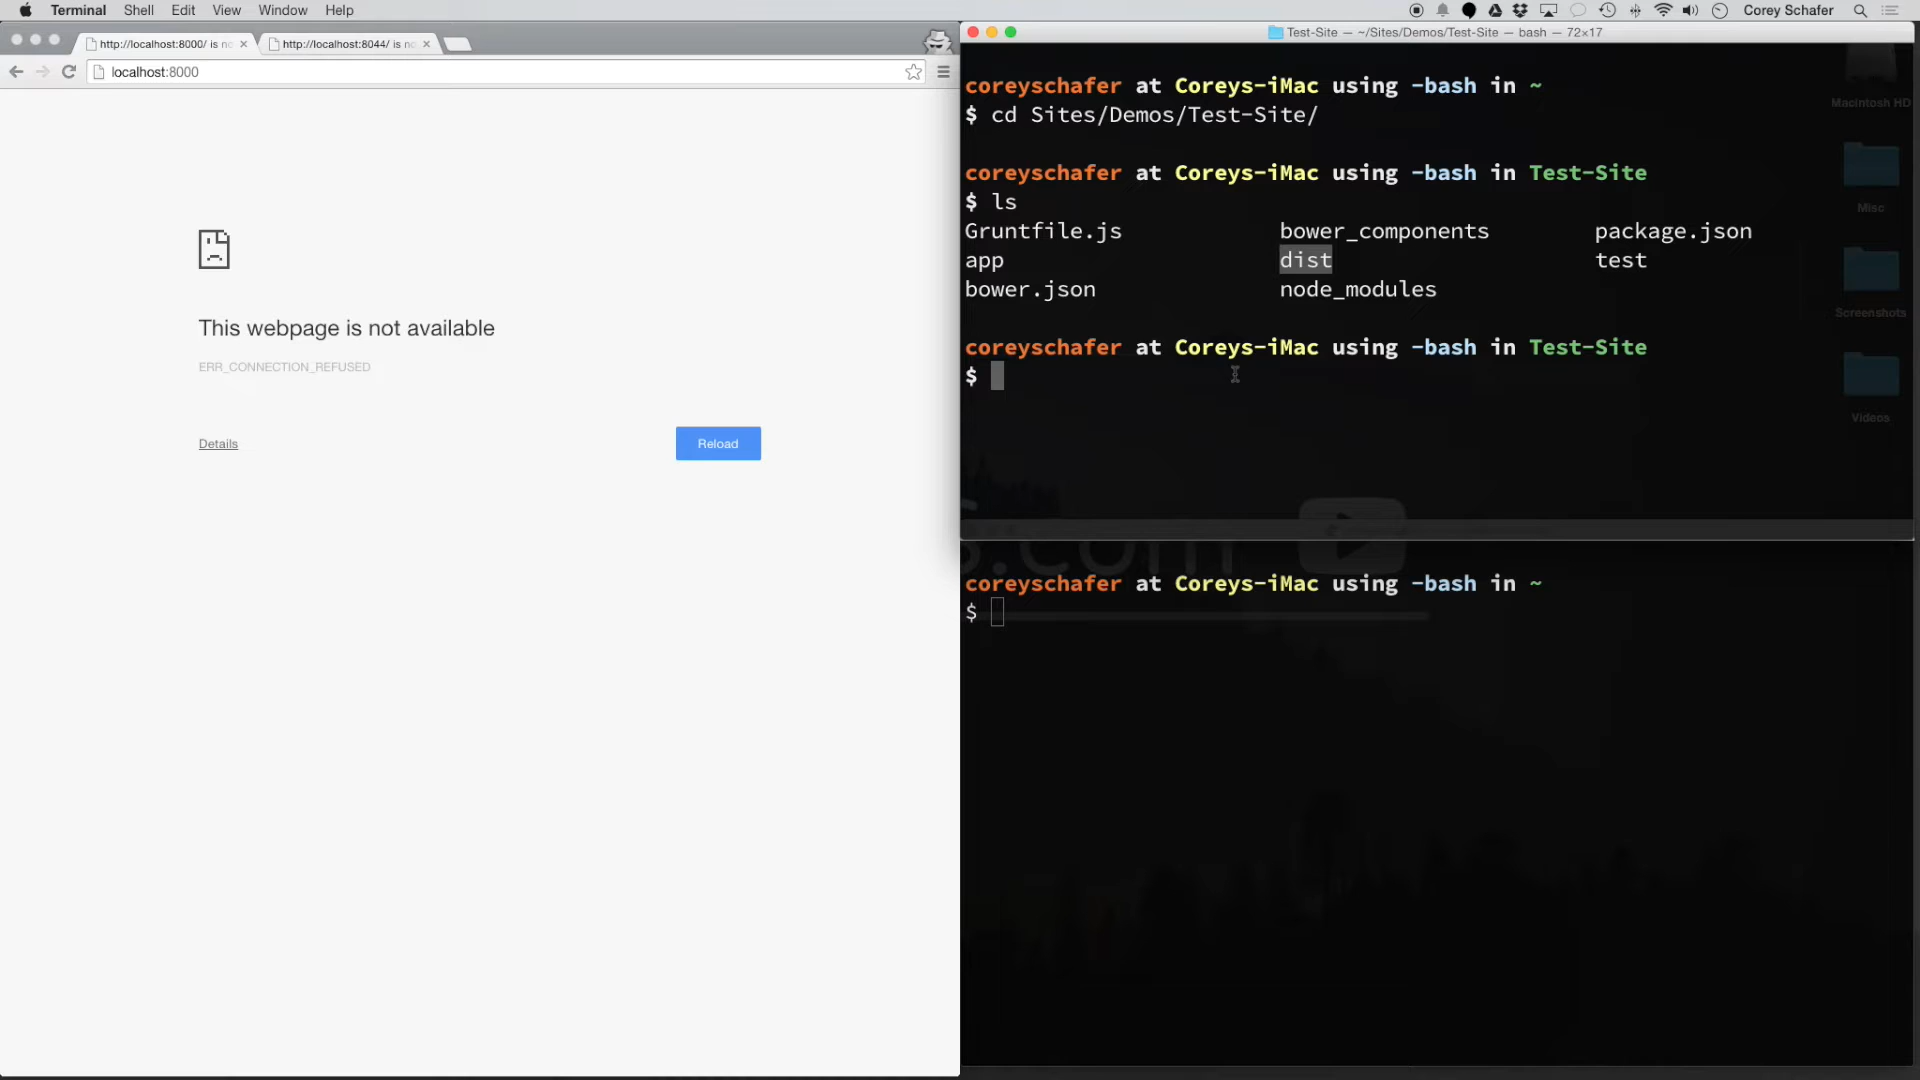 Terminal Shell Edit View Window Help
Corey Schafer
http://localhost:8000/ is no
http://localhost:8044/ is no
localhost:8000
This webpage is not available
ERR_CONNECTION_REFUSED
Details
Reload
Test-Site — ~/Sites/Demos/Test-Site — bash — 72×17
coreyschafer at Coreys-iMac using -bash in ~
$ cd Sites/Demos/Test-Site/
coreyschafer at Coreys-iMac using -bash in Test-Site
$ ls
Gruntfile.js bower_components package.json
app dist test
bower.json node_modules
coreyschafer at Coreys-iMac using -bash in Test-Site
$
s.com
coreyschafer at Coreys-iMac using -bash in ~
$
Macintosh HD
Misc
Screenshots
Videos